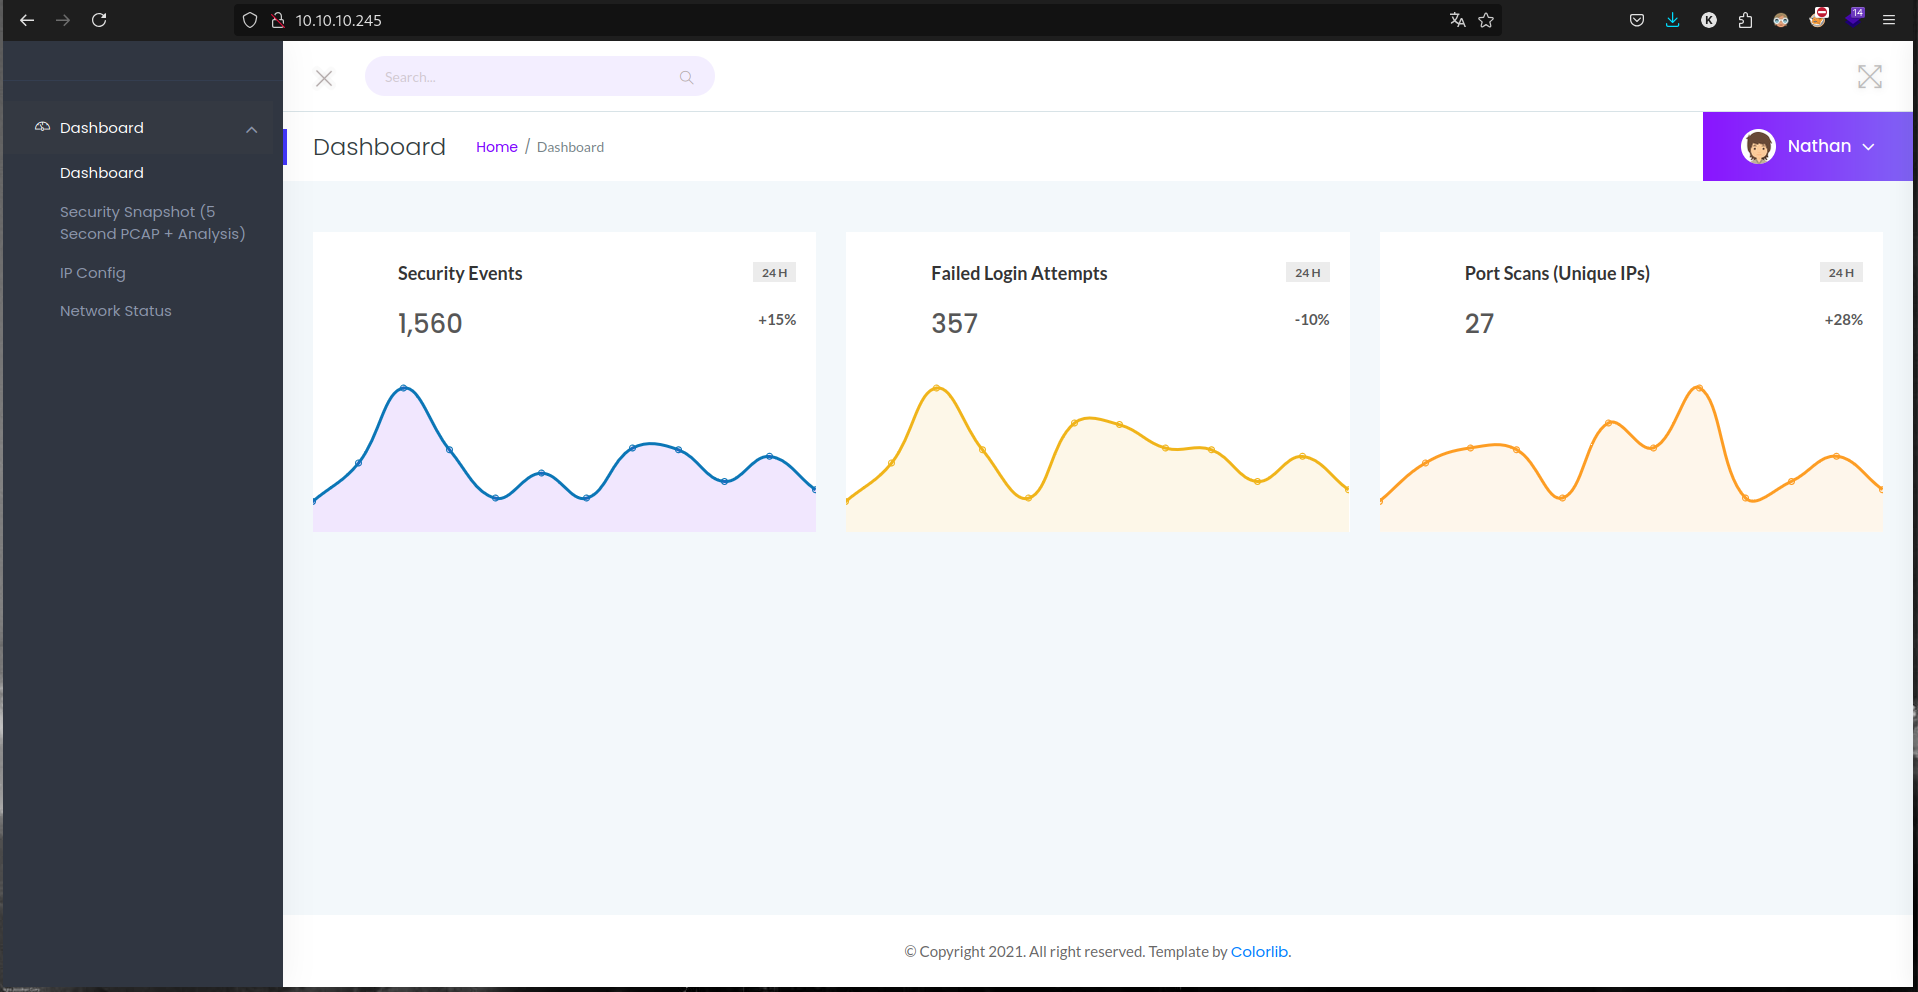 10.10.10.245
K
14
Search...
Dashboard
Dashboard
Security Snapshot (5
Second PCAP + Analysis)
IP Config
Network Status
Dashboard
Home / Dashboard
Nathan
Security Events
24 H
1,560
+15%
Failed Login Attempts
24 H
357
-10%
Port Scans (Unique IPs)
24 H
27
+28%
© Copyright 2021. All right reserved. Template by Colorlib.